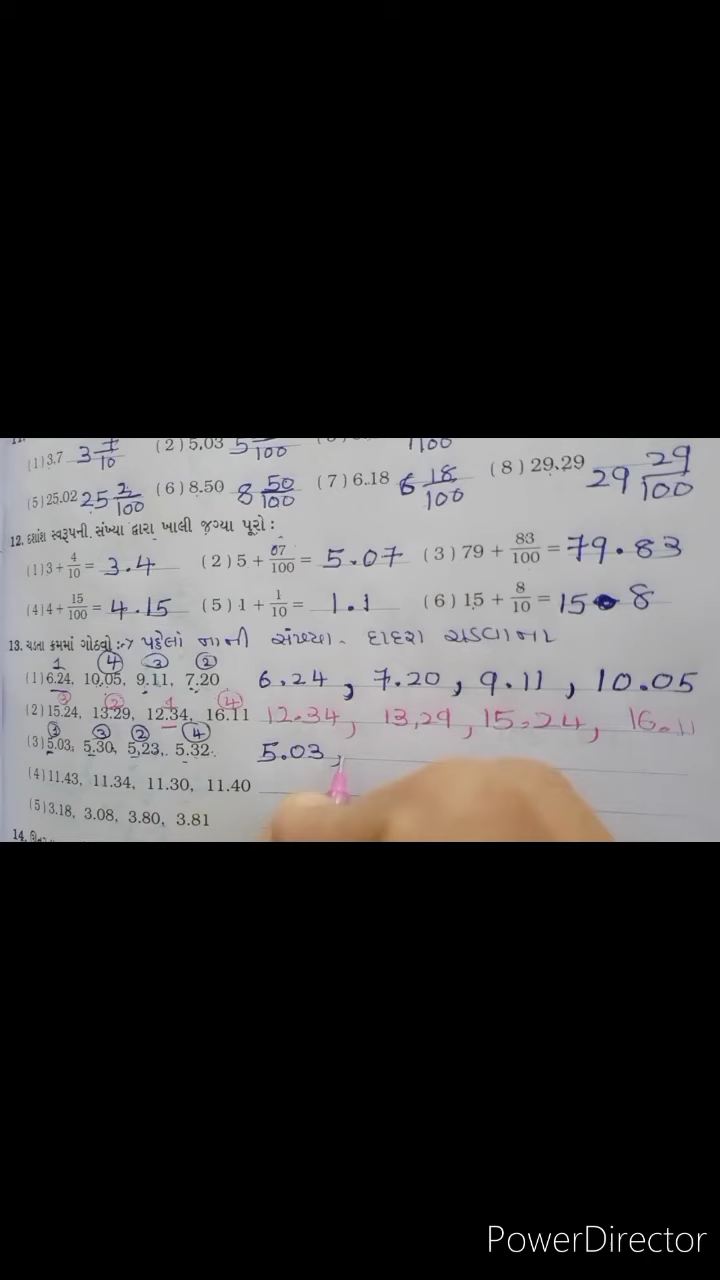 (1) 3.7 3 7/10 (2) 5.03 5 /100 /100
(5) 25.02 25 2/100 (6) 8.50 8 50/100 (7) 6.18 6 18/100 (8) 29.29 29 29/100
12. દશાંશ સ્વરૂપની સંખ્યા દ્વારા ખાલી જગ્યા પૂરો :
(1) 3 + 4/10 = 3.4 (2) 5 + 07/100 = 5.07 (3) 79 + 83/100 = 79.83
(4) 4 + 15/100 = 4.15 (5) 1 + 1/10 = 1.1 (6) 15 + 8/10 = 15.8
13. ચડતા ક્રમમાં ગોઠવો : → પહેલાં નાની સંખ્યા - દાદરા ચડવાના
1 ④ ③ ②
(1) 6.24, 10.05, 9.11, 7.20 6.24, 7.20, 9.11, 10.05
③ ② 1 ④
(2) 15.24, 13.29, 12.34, 16.11 12.34, 13.29, 15.24, 16.11
③ ② ④
(3) 5.03, 5.30, 5.23, 5.32 5.03,
(4) 11.43, 11.34, 11.30, 11.40
(5) 3.18, 3.08, 3.80, 3.81
14.
PowerDirector